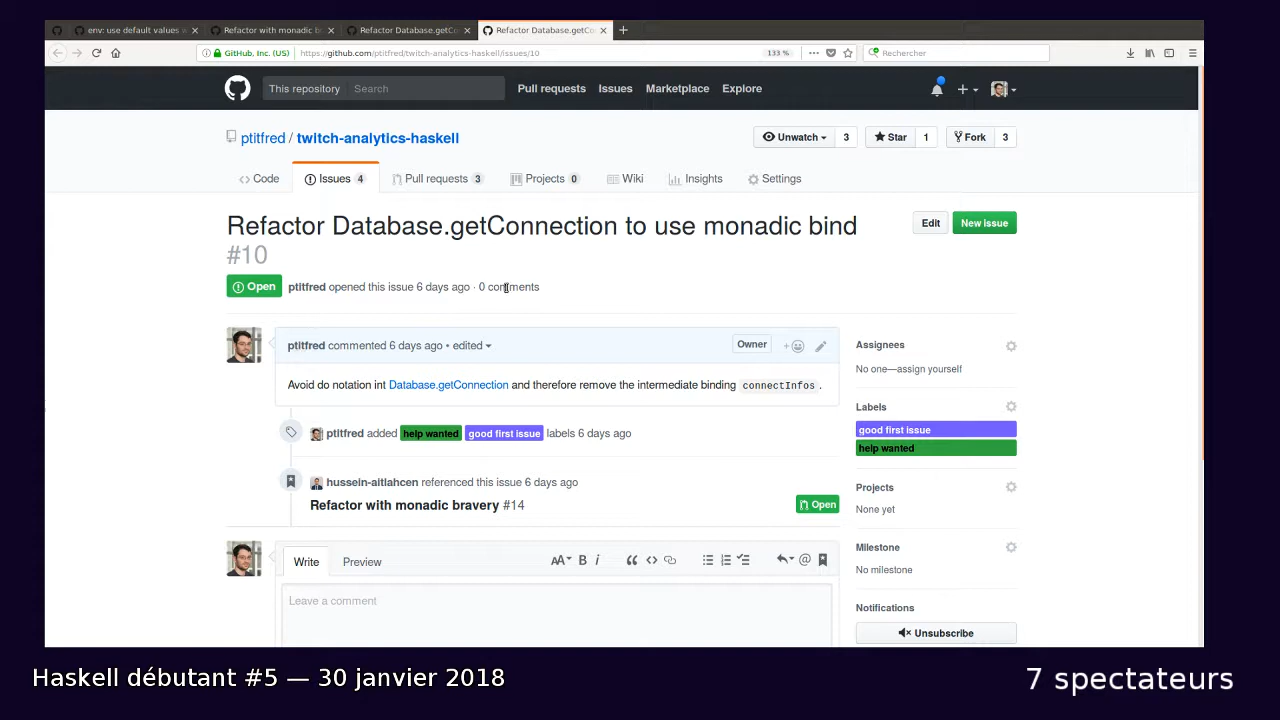 env: use default values
Refactor with monadic b
Refactor Database.getCo
Refactor Database.getCo
GitHub, Inc. (US)
https://github.com/ptitfred/twitch-analytics-haskell/issues/10
133 %
Rechercher
This repository
Search
Pull requests
Issues
Marketplace
Explore
ptitfred / twitch-analytics-haskell
Unwatch 3
Star 1
Fork 3
Code
Issues 4
Pull requests 3
Projects 0
Wiki
Insights
Settings
Refactor Database.getConnection to use monadic bind
#10
Edit
New issue
Open
ptitfred opened this issue 6 days ago · 0 comments
ptitfred commented 6 days ago • edited
Owner
Avoid do notation int Database.getConnection and therefore remove the intermediate binding connectInfos .
ptitfred added help wanted good first issue labels 6 days ago
hussein-aitlahcen referenced this issue 6 days ago
Refactor with monadic bravery #14
Open
Write
Preview
AA B i
Leave a comment
Assignees
No one—assign yourself
Labels
good first issue
help wanted
Projects
None yet
Milestone
No milestone
Notifications
Unsubscribe
Haskell débutant #5 — 30 janvier 2018
7 spectateurs